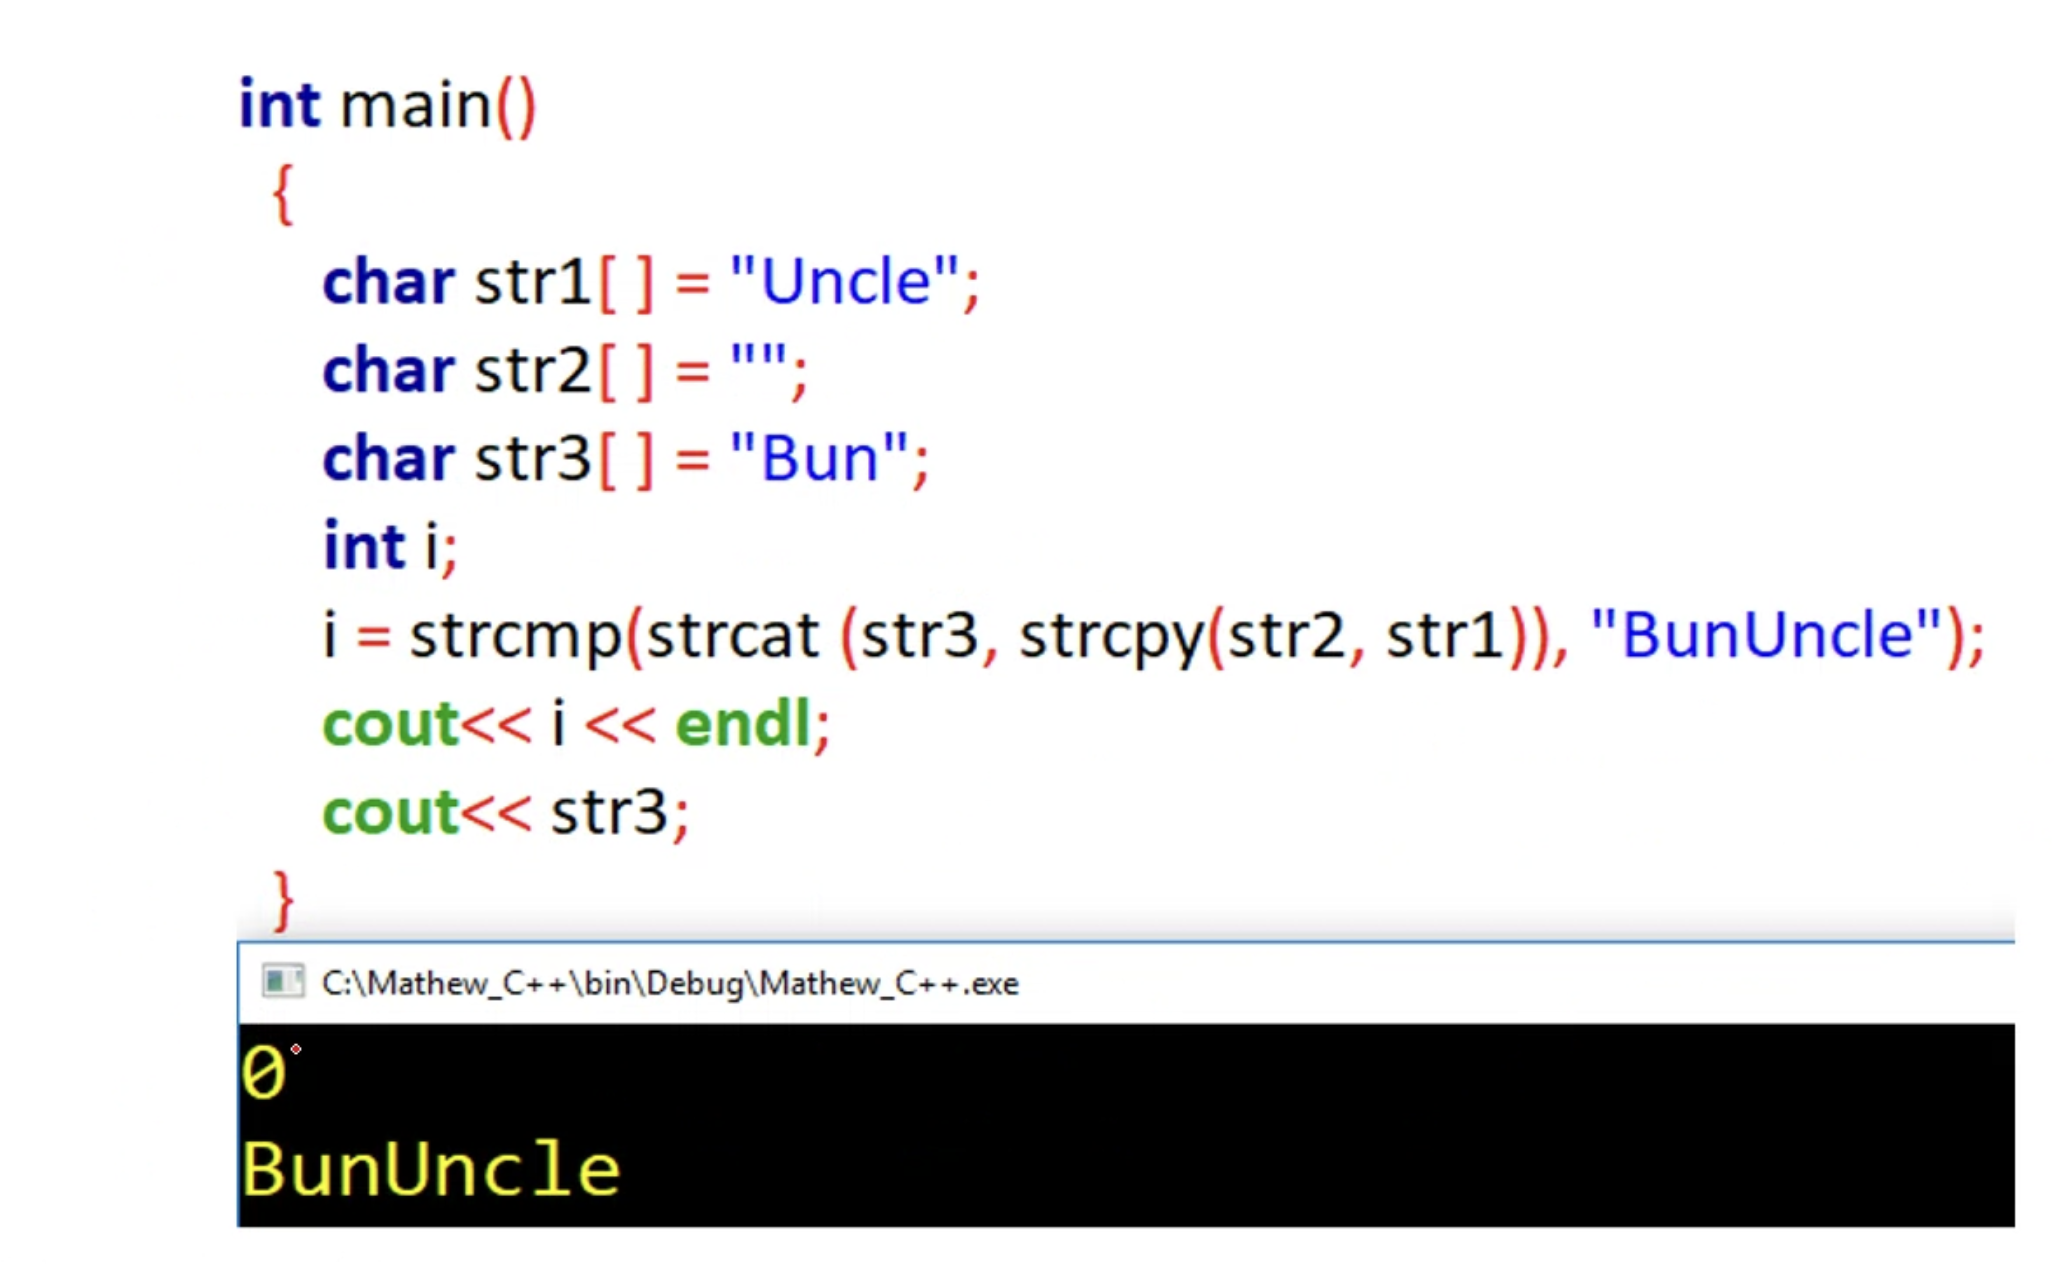 int main()
{
char str1[ ] = "Uncle";
char str2[ ] = "";
char str3[ ] = "Bun";
int i;
i = strcmp(strcat (str3, strcpy(str2, str1)), "BunUncle");
cout<< i << endl;
cout<< str3;
}
C:\Mathew_C++\bin\Debug\Mathew_C++.exe
0
BunUncle